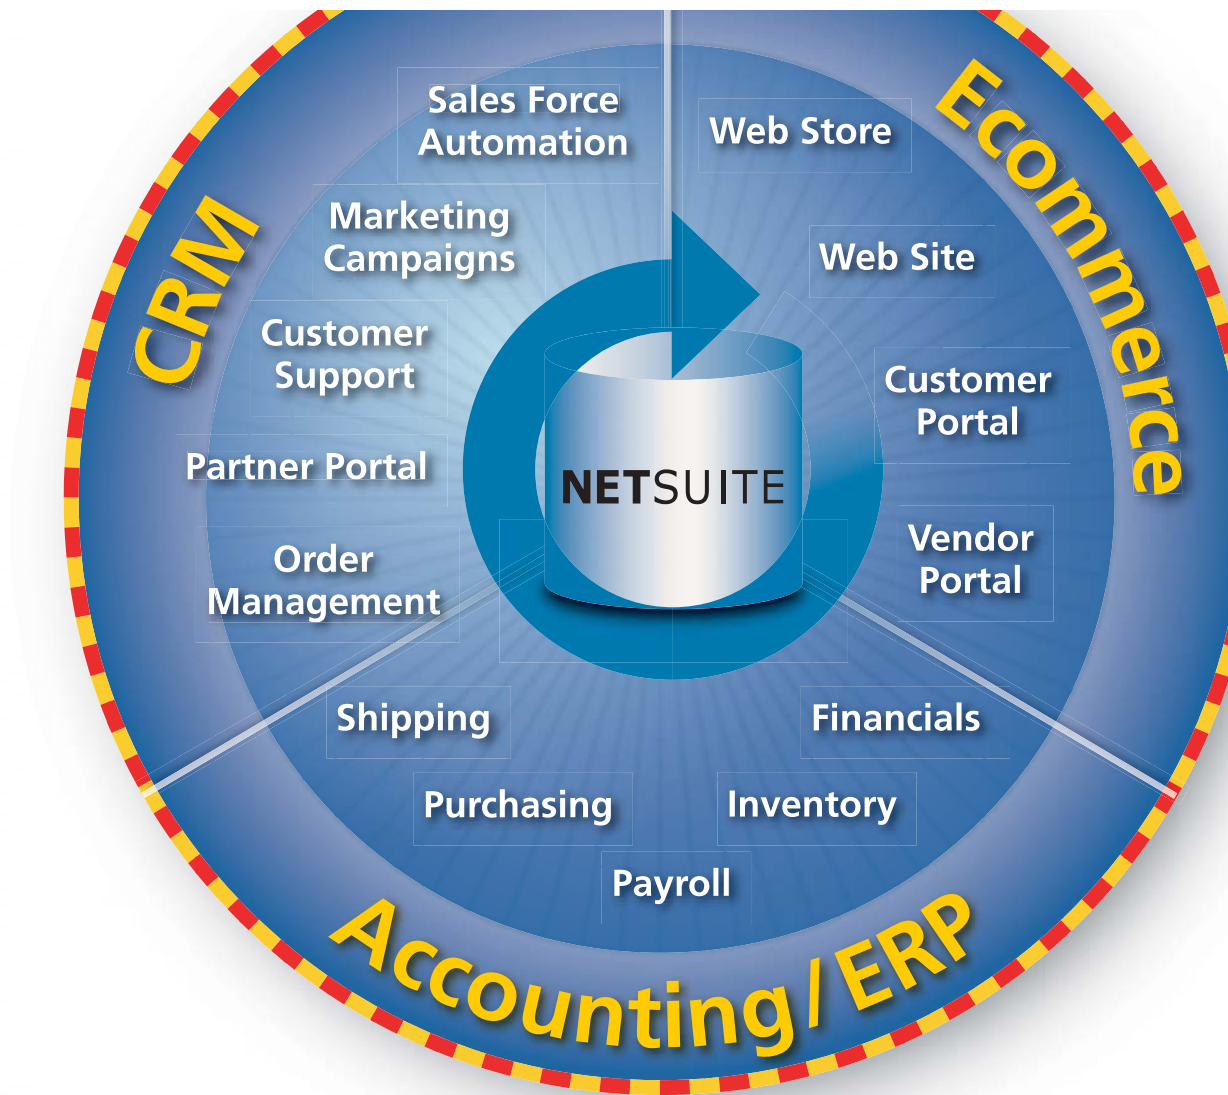 CRM
Sales Force
Automation
Marketing
Campaigns
Customer
Support
Partner Portal
Order
Management
Ecommerce
Web Store
Web Site
Customer
Portal
Vendor
Portal
NETSUITE
Shipping
Financials
Purchasing
Inventory
Payroll
Accounting/ERP